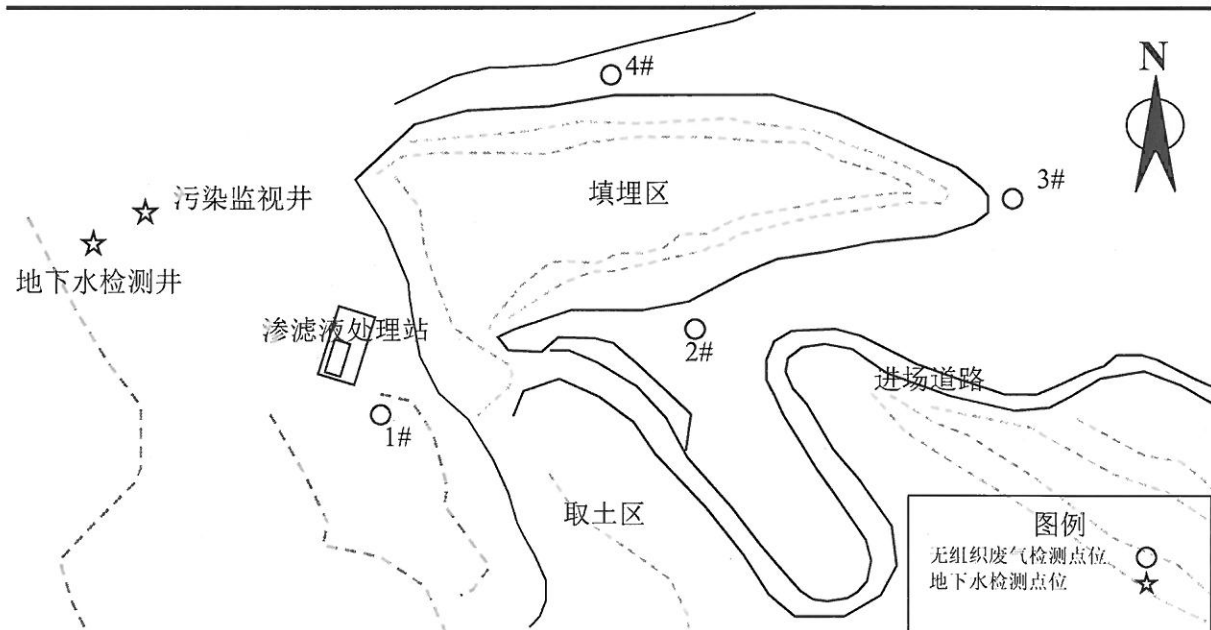 4#
N
3#
填埋区
污染监视井
地下水检测井
渗滤液处理站
2#
进场道路
1#
取土区
图例
无组织废气检测点位
地下水检测点位